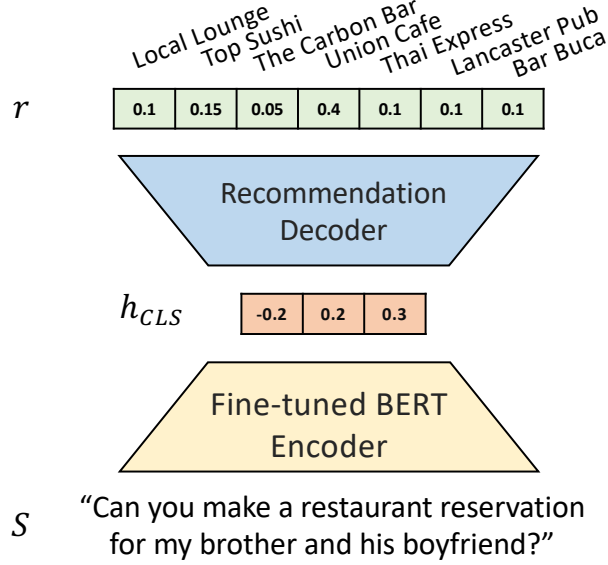 Local Lounge
Top Sushi
The Carbon Bar
Union Cafe
Thai Express
Lancaster Pub
Bar Buca
r 0.1 0.15 0.05 0.4 0.1 0.1 0.1
Recommendation
Decoder
h_{CLS} -0.2 0.2 0.3
Fine-tuned BERT
Encoder
S "Can you make a restaurant reservation
for my brother and his boyfriend?"